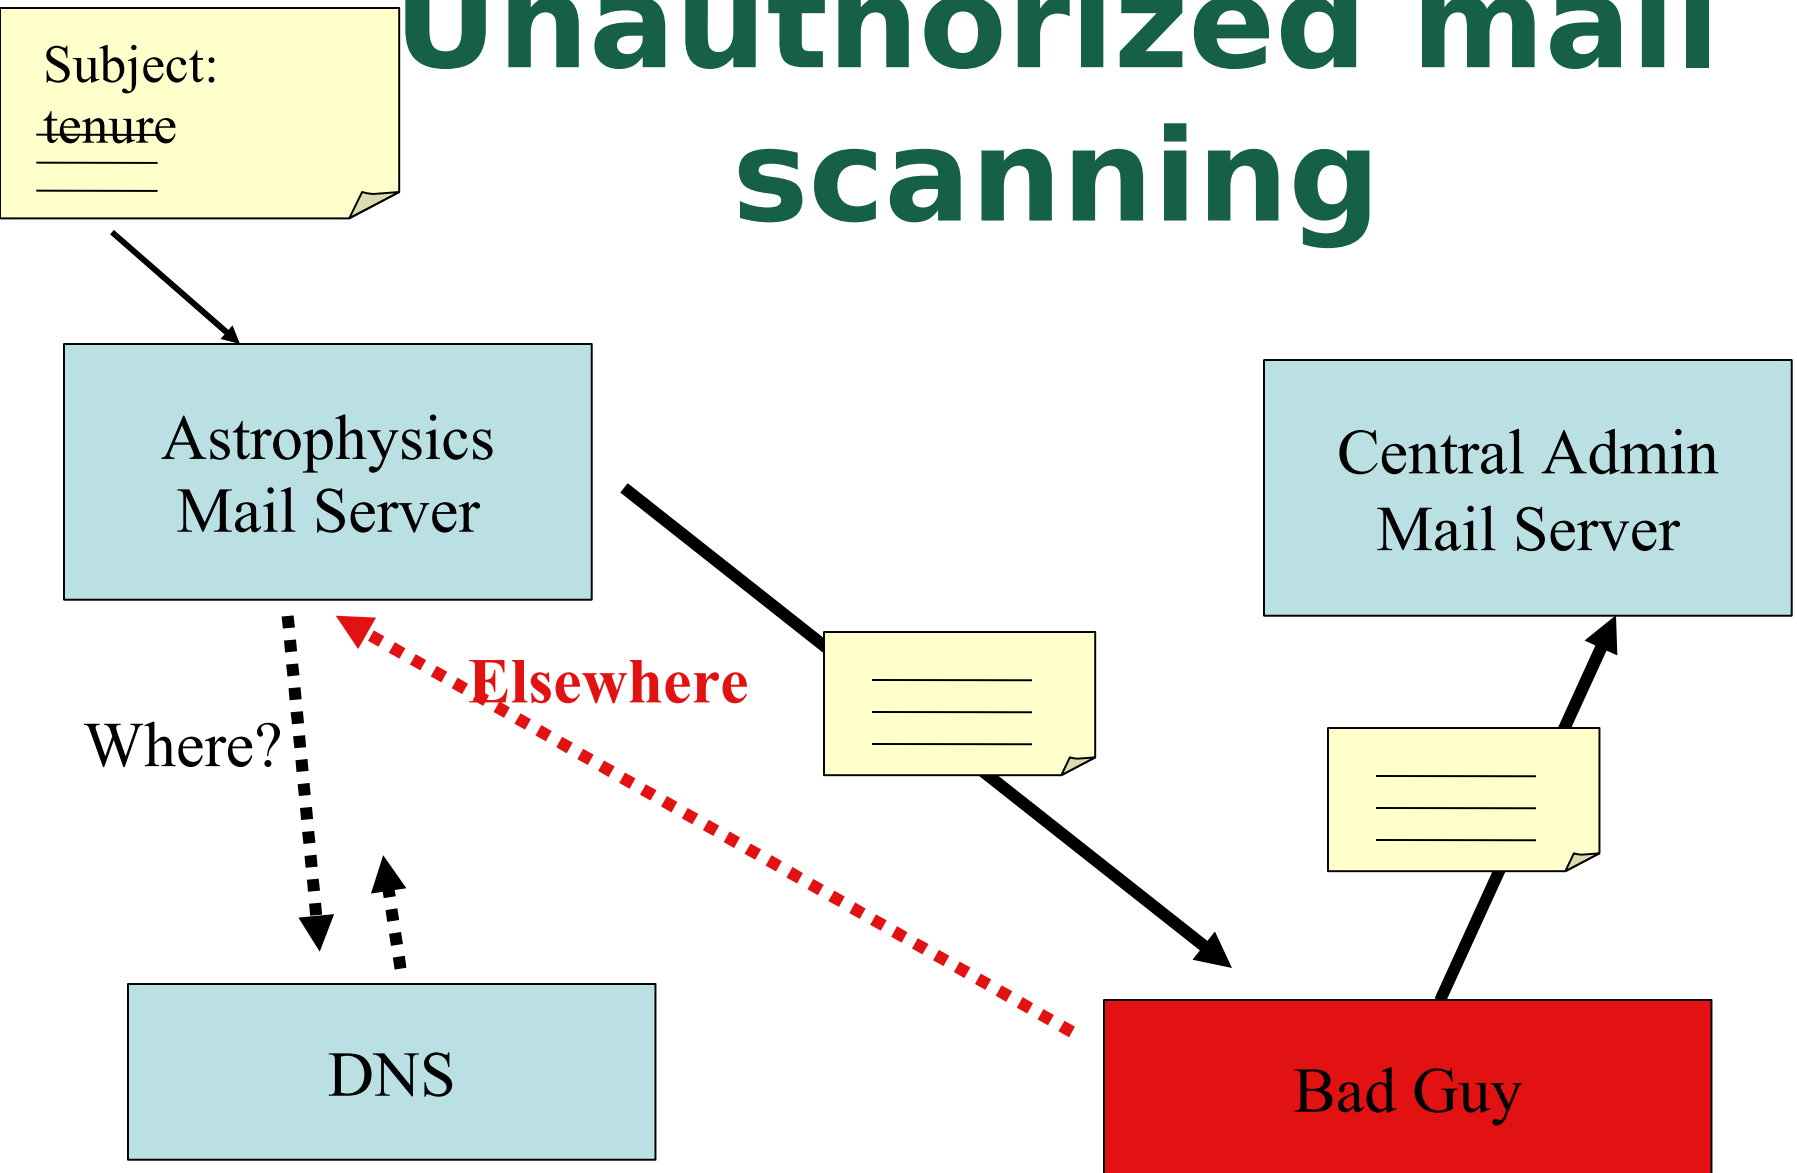 Unauthorized mail
scanning
Subject:
tenure
Astrophysics
Mail Server
Central Admin
Mail Server
Elsewhere
Where?
DNS
Bad Guy